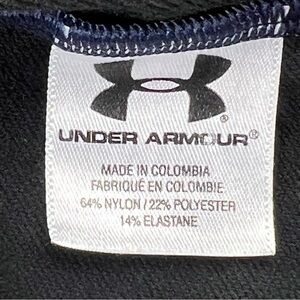 UNDER ARMOUR®
MADE IN COLOMBIA
FABRIQUÉ EN COLOMBIE
64% NYLON / 22% POLYESTER
14% ELASTANE